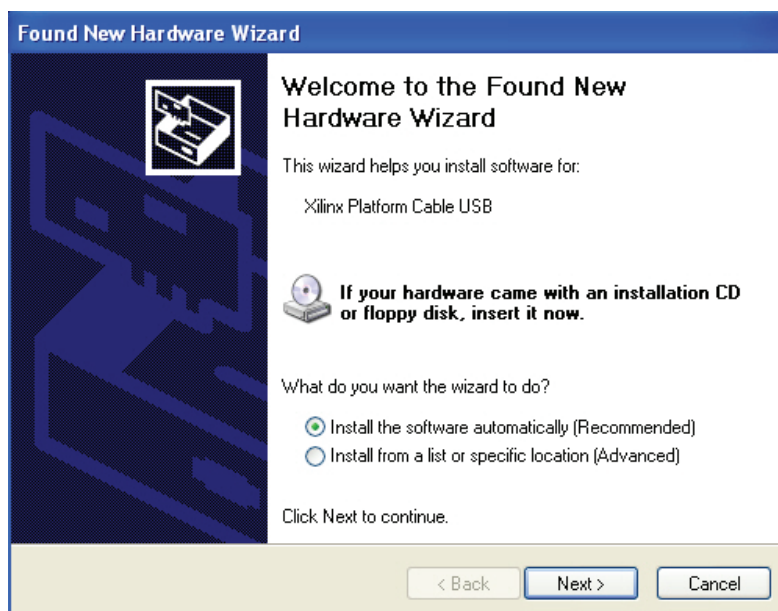 Found New Hardware Wizard
Welcome to the Found New
Hardware Wizard
This wizard helps you install software for:
Xilinx Platform Cable USB
If your hardware came with an installation CD
or floppy disk, insert it now.
What do you want the wizard to do?
Install the software automatically (Recommended)
Install from a list or specific location (Advanced)
Click Next to continue.
< Back Next > Cancel